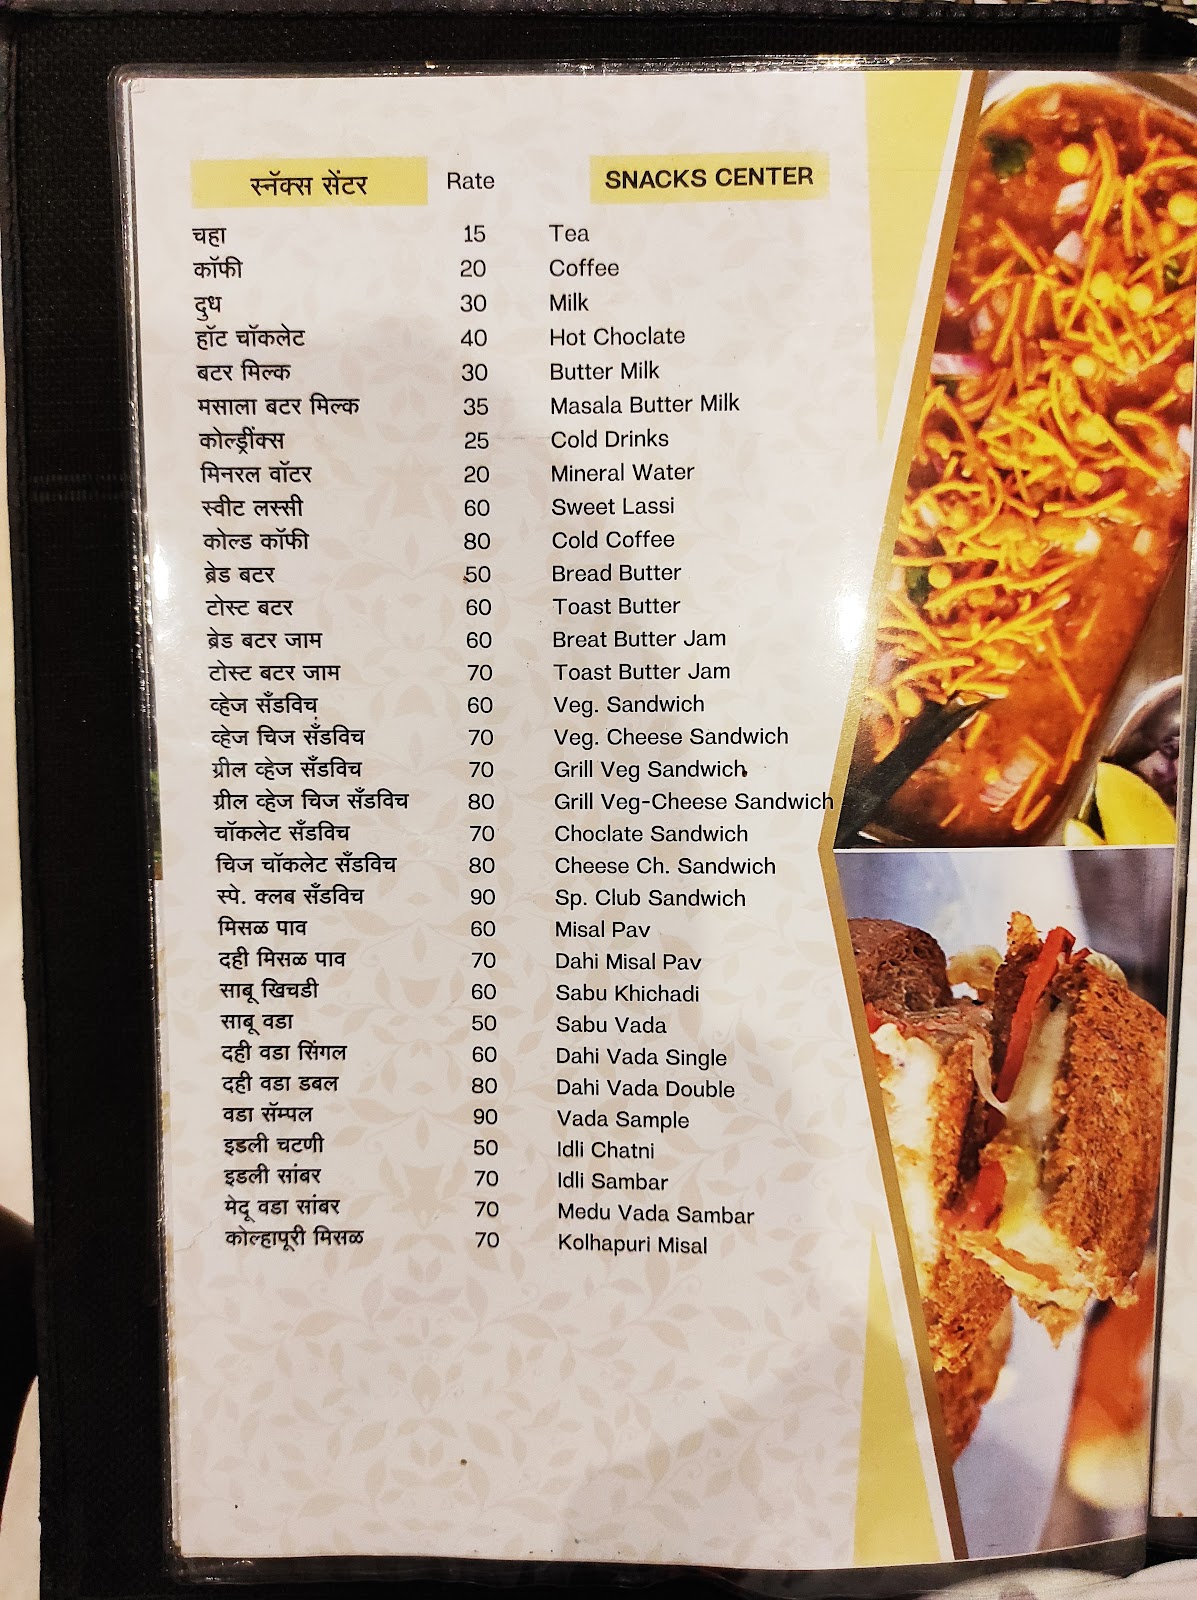 स्नॅक्स सेंटर Rate SNACKS CENTER
चहा 15 Tea
कॉफी 20 Coffee
दुध 30 Milk
हॉट चॉकलेट 40 Hot Choclate
बटर मिल्क 30 Butter Milk
मसाला बटर मिल्क 35 Masala Butter Milk
कोल्ड्रींक्स 25 Cold Drinks
मिनरल वॉटर 20 Mineral Water
स्वीट लस्सी 60 Sweet Lassi
कोल्ड कॉफी 80 Cold Coffee
ब्रेड बटर 50 Bread Butter
टोस्ट बटर 60 Toast Butter
ब्रेड बटर जाम 60 Breat Butter Jam
टोस्ट बटर जाम 70 Toast Butter Jam
व्हेज सँडविच 60 Veg. Sandwich
व्हेज चिज सँडविच 70 Veg. Cheese Sandwich
ग्रील व्हेज सँडविच 70 Grill Veg Sandwich
ग्रील व्हेज चिज सँडविच 80 Grill Veg-Cheese Sandwich
चॉकलेट सँडविच 70 Choclate Sandwich
चिज चॉकलेट सँडविच 80 Cheese Ch. Sandwich
स्पे. क्लब सँडविच 90 Sp. Club Sandwich
मिसळ पाव 60 Misal Pav
दही मिसळ पाव 70 Dahi Misal Pav
साबू खिचडी 60 Sabu Khichadi
साबू वडा 50 Sabu Vada
दही वडा सिंगल 60 Dahi Vada Single
दही वडा डबल 80 Dahi Vada Double
वडा सॅम्पल 90 Vada Sample
इडली चटणी 50 Idli Chatni
इडली सांबर 70 Idli Sambar
मेदू वडा सांबर 70 Medu Vada Sambar
कोल्हापूरी मिसळ 70 Kolhapuri Misal